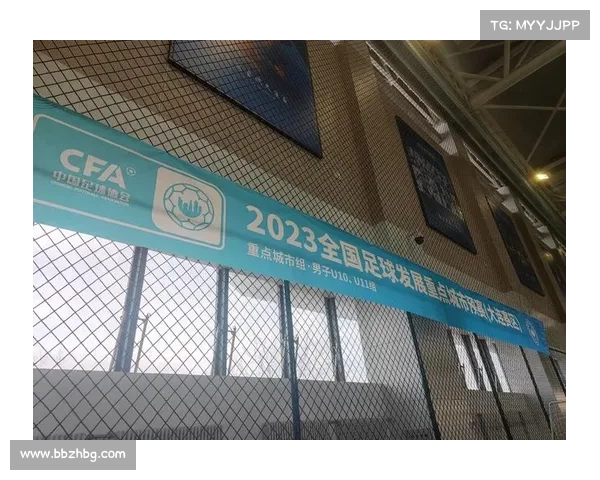 TG: MYYJJPP
CFA
中国足球协会
2023全国足球发展重点城市预赛(大连赛区)
重点城市组·男子U10、U11组
www.bbzhbg.com